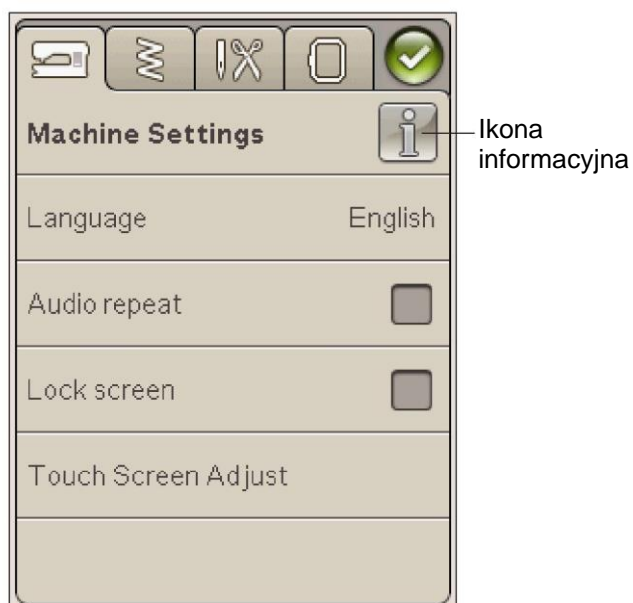 Machine Settings
Ikona
informacyjna
Language English
Audio repeat
Lock screen
Touch Screen Adjust